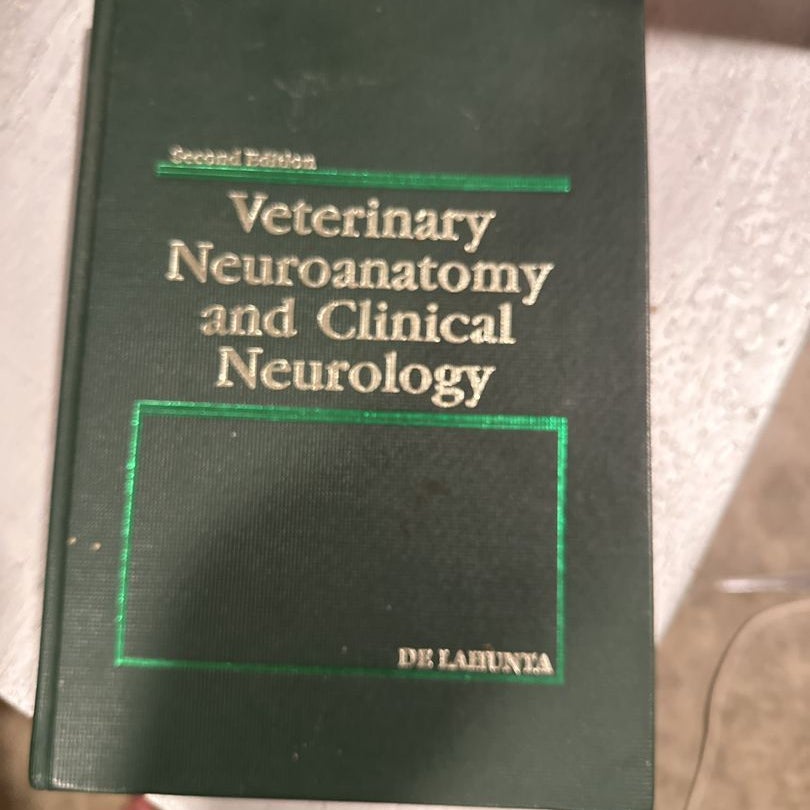 Second Edition
Veterinary
Neuroanatomy
and Clinical
Neurology
DE LAHUNTA